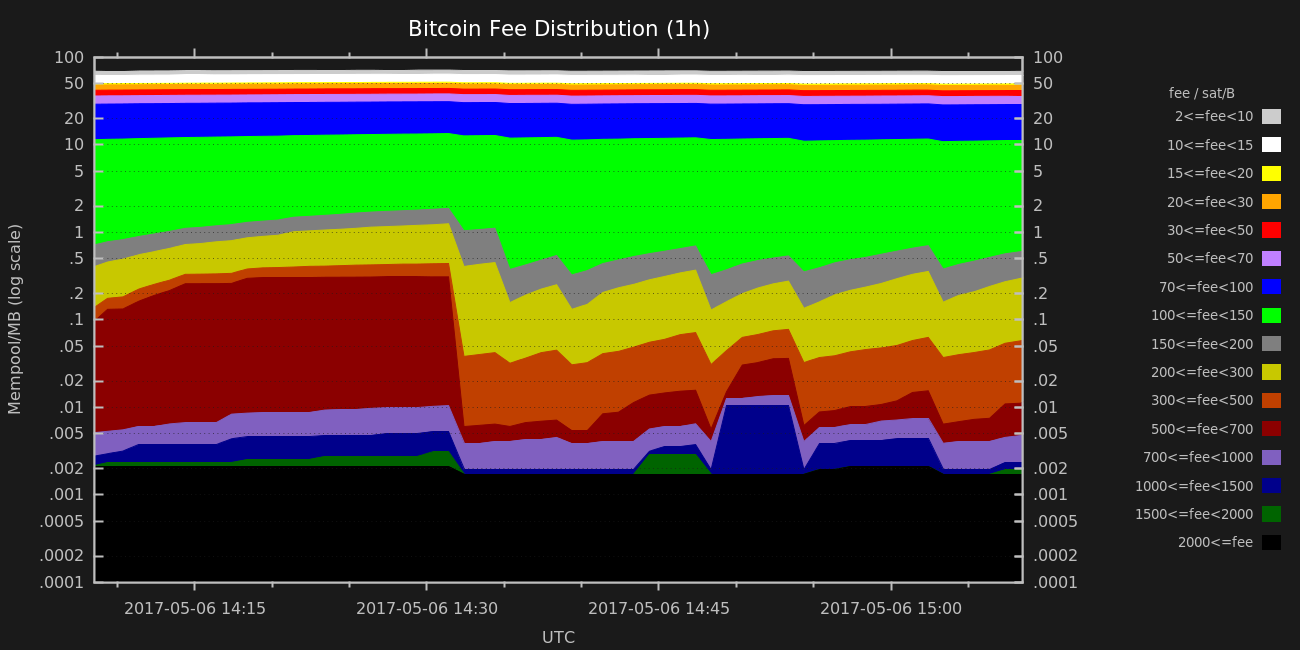 Bitcoin Fee Distribution (1h)
Mempool/MB (log scale)
100
50
20
10
5
2
1
.5
.2
.1
.05
.02
.01
.005
.002
.001
.0005
.0002
.0001
100
50
20
10
5
2
1
.5
.2
.1
.05
.02
.01
.005
.002
.001
.0005
.0002
.0001
2017-05-06 14:15
2017-05-06 14:30
2017-05-06 14:45
2017-05-06 15:00
UTC
fee / sat/B
2<=fee<10
10<=fee<15
15<=fee<20
20<=fee<30
30<=fee<50
50<=fee<70
70<=fee<100
100<=fee<150
150<=fee<200
200<=fee<300
300<=fee<500
500<=fee<700
700<=fee<1000
1000<=fee<1500
1500<=fee<2000
2000<=fee